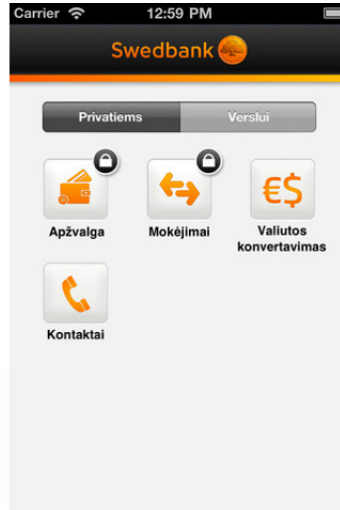 Carrier 12:59 PM
Swedbank
Privatiems Verslui
€$
Apžvalga Mokėjimai Valiutos
konvertavimas
Kontaktai